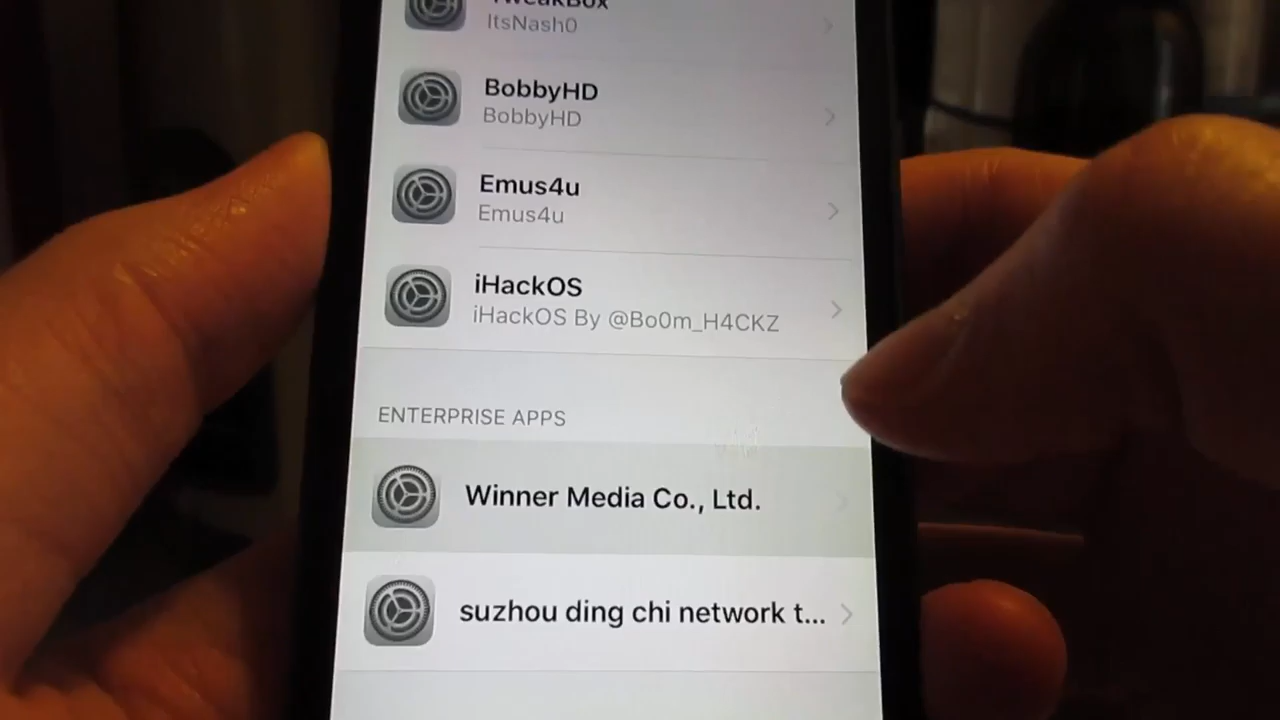 TweakBox
ItsNash0
BobbyHD
BobbyHD
Emus4u
Emus4u
iHackOS
iHackOS By @Bo0m_H4CKZ
ENTERPRISE APPS
Winner Media Co., Ltd.
suzhou ding chi network t...